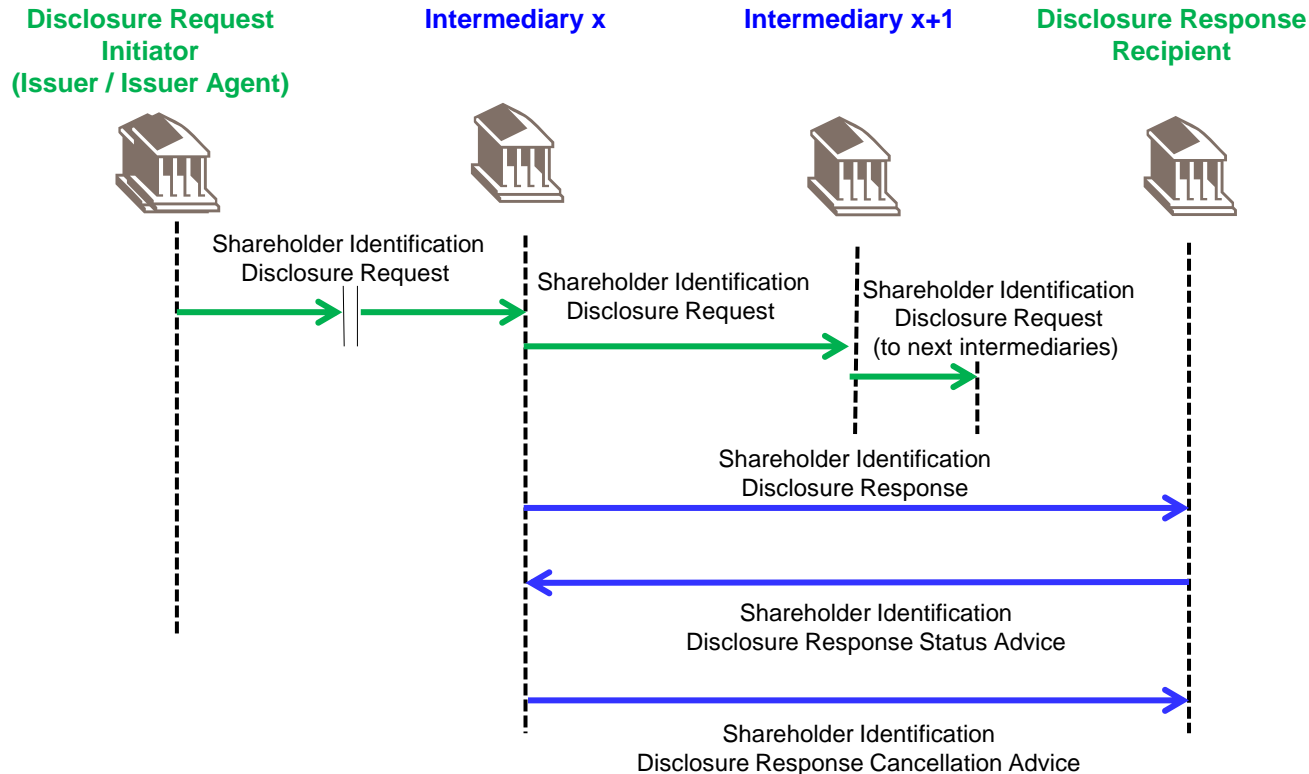 Disclosure Request
Initiator
(Issuer / Issuer Agent)
Intermediary x
Intermediary x+1
Disclosure Response
Recipient
Shareholder Identification
Disclosure Request
Shareholder Identification
Disclosure Request
Shareholder Identification
Disclosure Request
(to next intermediaries)
Shareholder Identification
Disclosure Response
Shareholder Identification
Disclosure Response Status Advice
Shareholder Identification
Disclosure Response Cancellation Advice